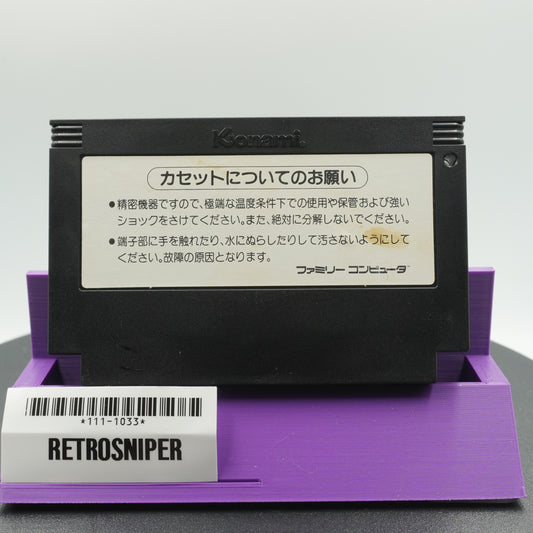 Konami
カセットについてのお願い
●精密機器ですので、極端な温度条件下での使用や保管および強い
ショックをさけてください。また、絶対に分解しないでください。
●端子部に手を触れたり、水にぬらしたりして汚さないようにして
ください。故障の原因となります。
ファミリー コンピュータ
*111-1033*
RETROSNIPER